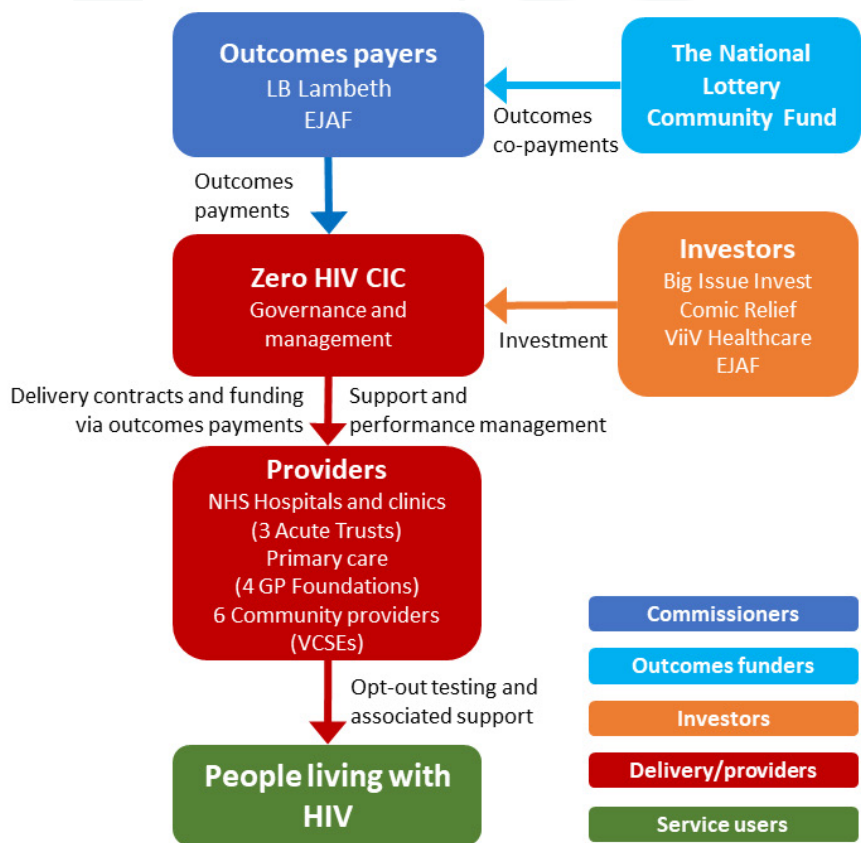 Outcomes payers
LB Lambeth
EJAF
The National
Lottery
Community Fund
Outcomes
co-payments
Outcomes
payments
Zero HIV CIC
Governance and
management
Investors
Big Issue Invest
Comic Relief
ViiV Healthcare
EJAF
Investment
Delivery contracts and funding
via outcomes payments
Support and
performance management
Providers
NHS Hospitals and clinics
(3 Acute Trusts)
Primary care
(4 GP Foundations)
6 Community providers
(VCSEs)
Opt-out testing and
associated support
People living with
HIV
Commissioners
Outcomes funders
Investors
Delivery/providers
Service users